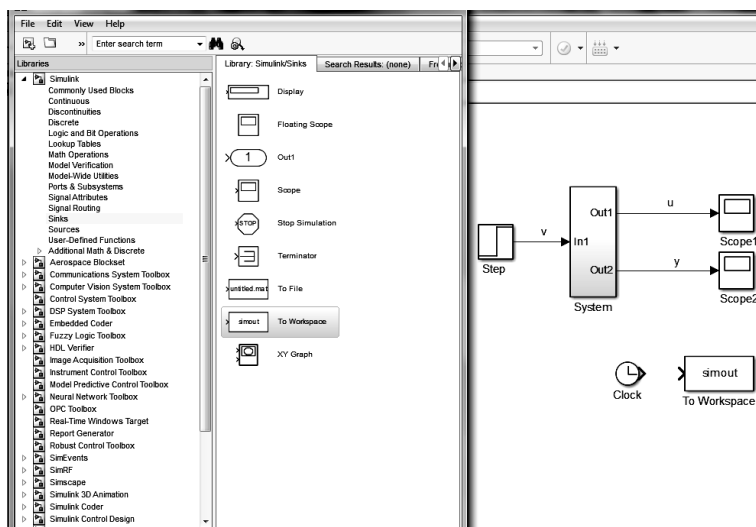 File Edit View Help
» Enter search term
Libraries
Library: Simulink/Sinks Search Results: (none)
Simulink
Commonly Used Blocks
Continuous
Discontinuities
Discrete
Logic and Bit Operations
Lookup Tables
Math Operations
Model Verification
Model-Wide Utilities
Ports & Subsystems
Signal Attributes
Signal Routing
Sinks
Sources
User-Defined Functions
Additional Math & Discrete
Aerospace Blockset
Communications System Toolbox
Computer Vision System Toolbox
Control System Toolbox
DSP System Toolbox
Embedded Coder
Fuzzy Logic Toolbox
HDL Verifier
Image Acquisition Toolbox
Instrument Control Toolbox
Model Predictive Control Toolbox
Neural Network Toolbox
OPC Toolbox
Real-Time Windows Target
Report Generator
Robust Control Toolbox
SimEvents
SimRF
Simscape
Simulink 3D Animation
Simulink Coder
Simulink Control Design
Display
Floating Scope
1 Out1
Scope
STOP Stop Simulation
Terminator
untitled.mat To File
simout To Workspace
XY Graph
Step
v
In1
Out1
Out2
System
u
y
Scope1
Scope2
Clock
simout
To Workspace